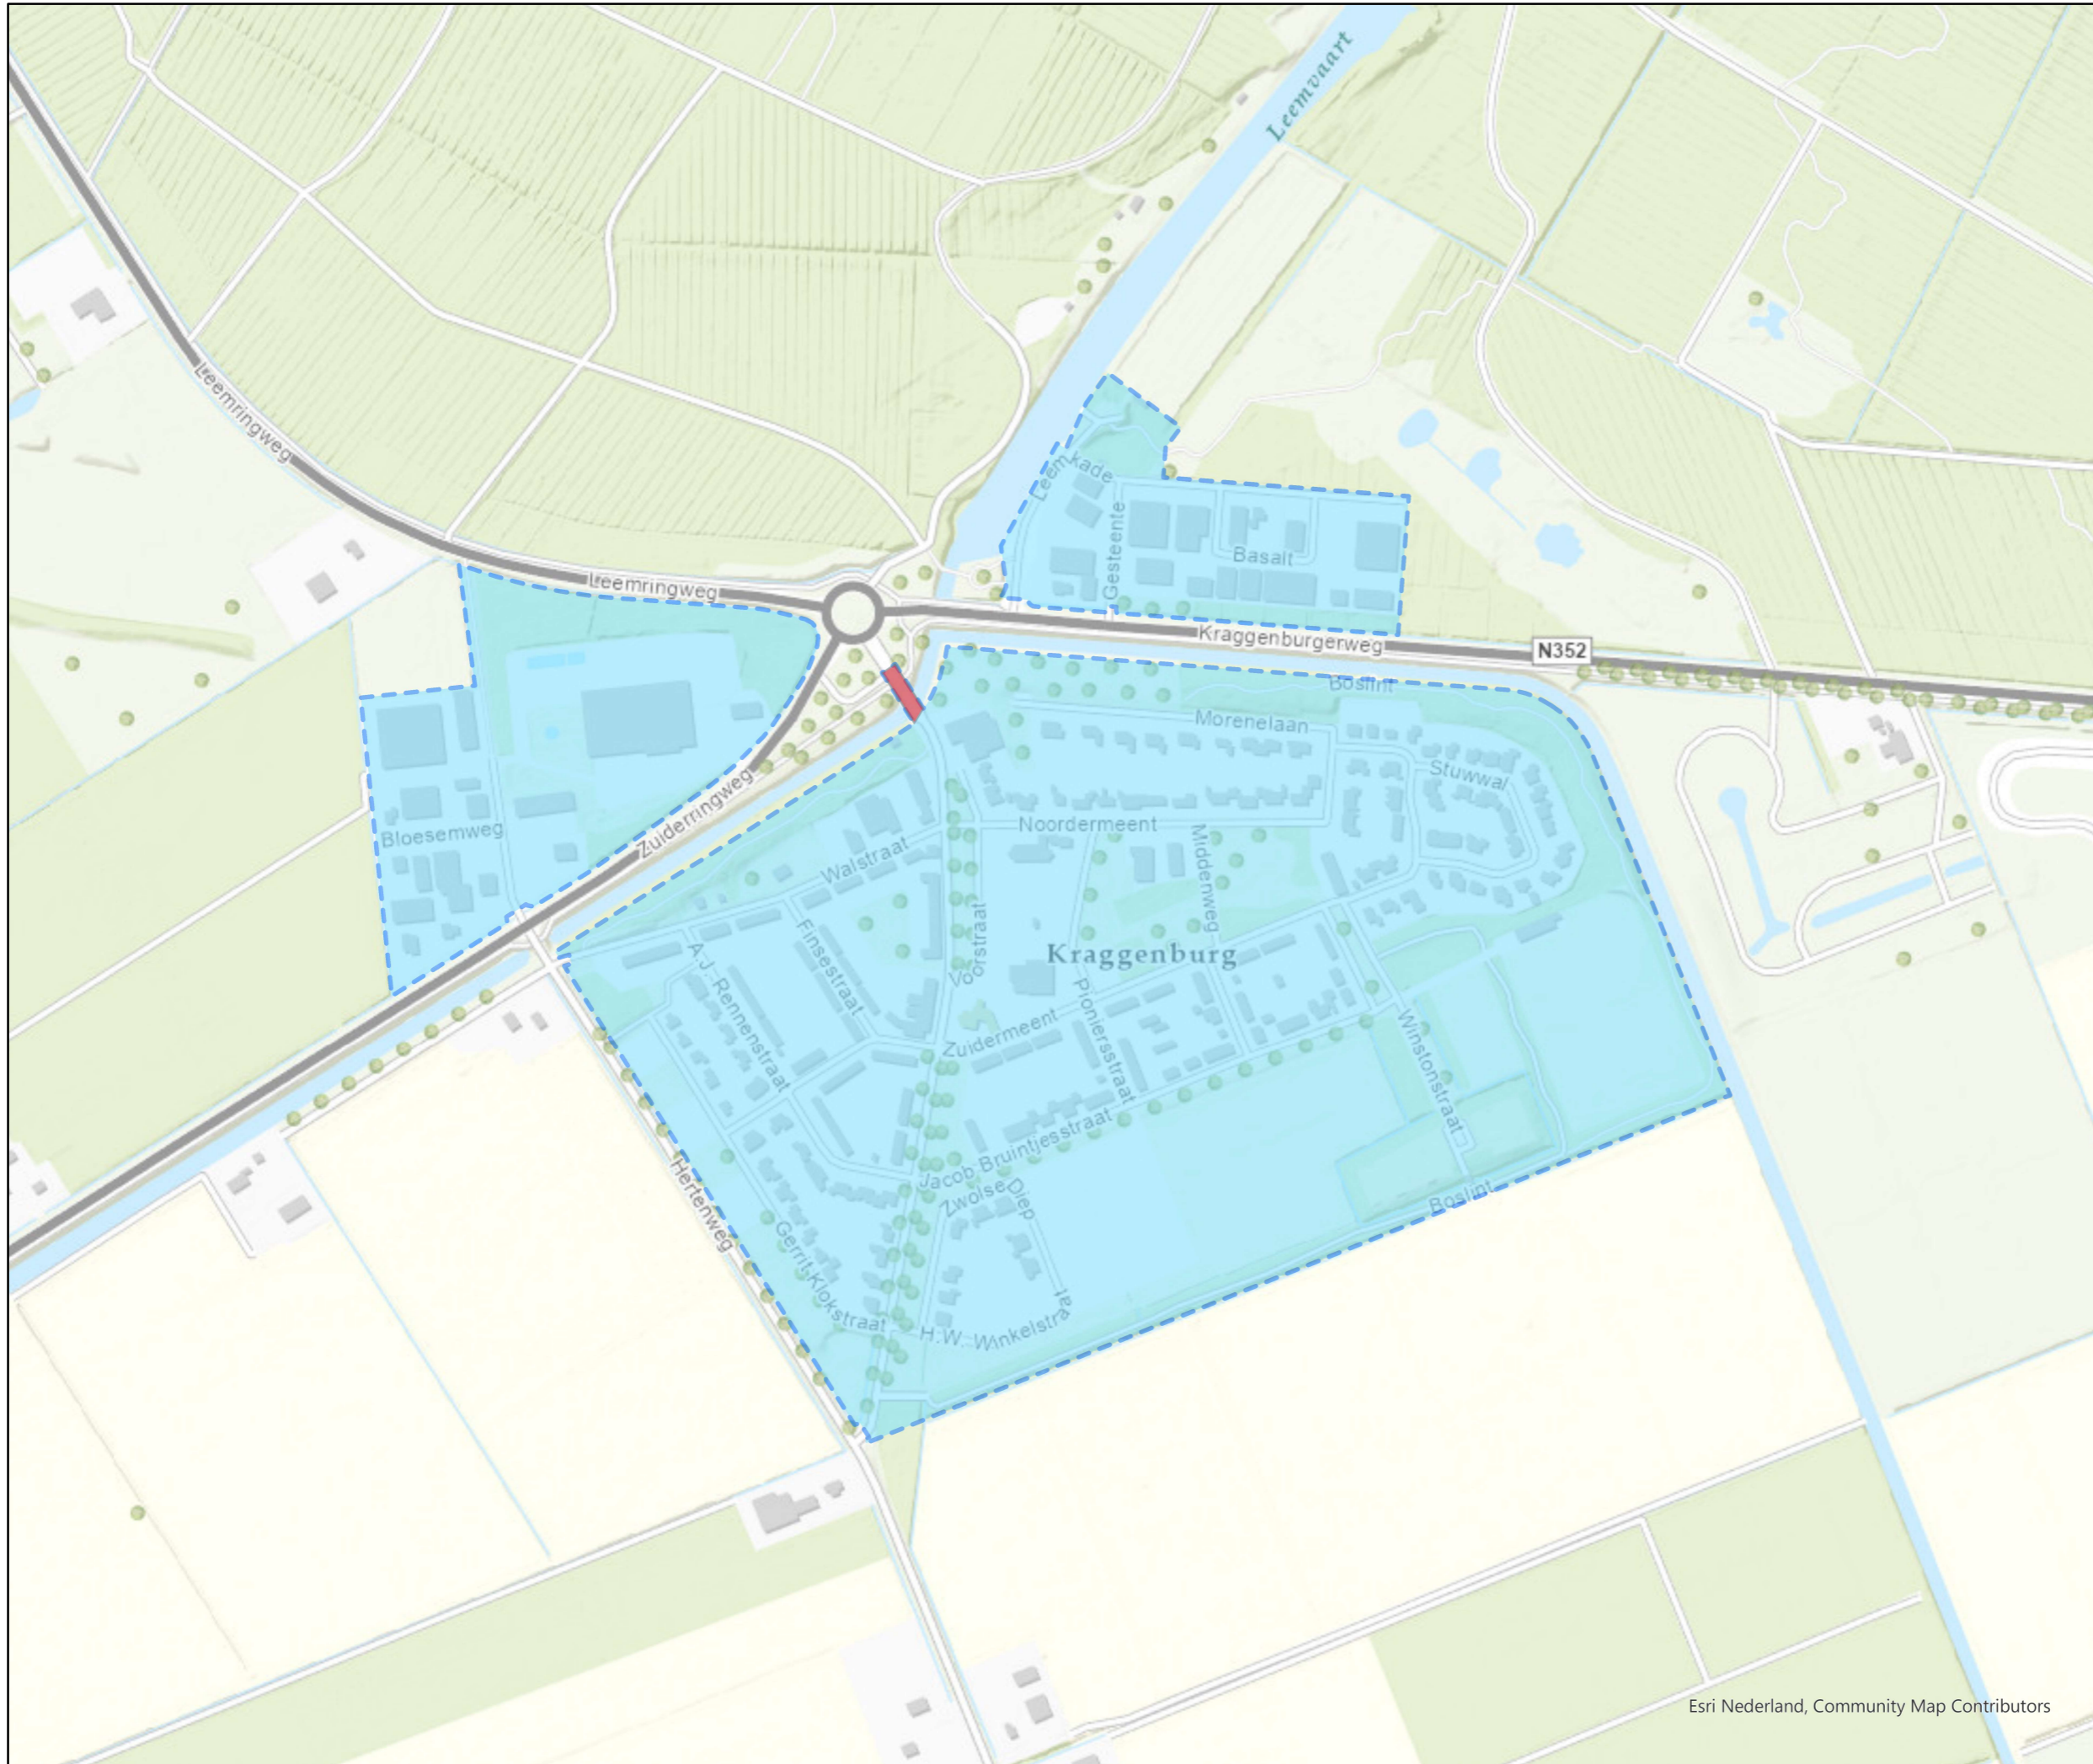 Leemvaart
Leemringweg
Leemkade
Gesteente
Basalt
Leemringweg
Kraggenburgerweg
N352
Boslint
Morenelaan
Stuwwal
Bloesemweg
Zuiderringweg
Walstraat
Noordermeent
Middenweg
Finsestraat
Voorstraat
Kraggenburg
A.J. Rennenstraat
Zuidermeent
Pioniersstraat
Winstonstraat
Jacob Bruintjesstraat
Zwolse Diep
Boslint
Hertenweg
Gerrit Klokstraat
H.W. Winkelstraat
Esri Nederland, Community Map Contributors